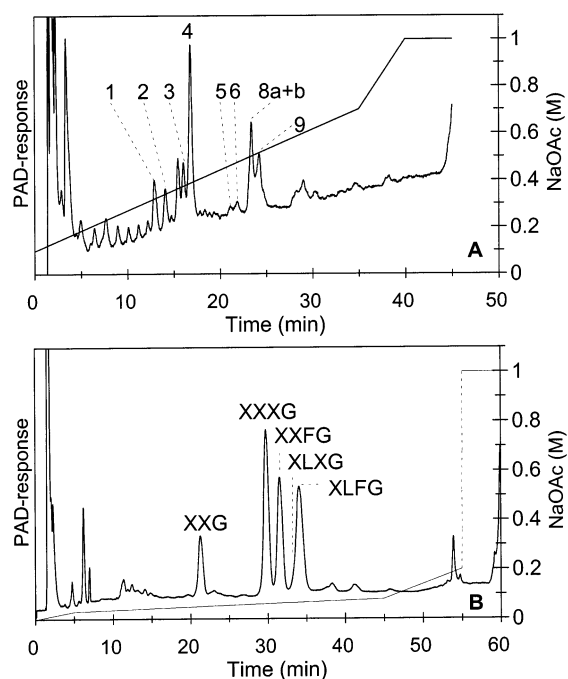 PAD-response
1 2 3 4 5 6 8a+b 9
1
0.8
0.6
0.4
0.2
0
NaOAc (M)
A
0 10 20 30 40 50
Time (min)
PAD-response
XXG
XXXG
XXFG
XLXG
XLFG
1
0.8
0.6
0.4
0.2
0
NaOAc (M)
B
0 10 20 30 40 50 60
Time (min)